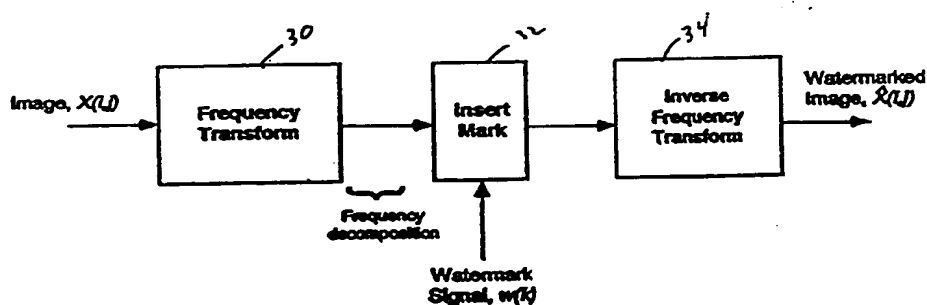 30
32
34
Image, X(i,j)
Frequency
Transform
Insert
Mark
Inverse
Frequency
Transform
Watermarked
Image, X̂(i,j)
Frequency
decomposition
Watermark
Signal, w(k)